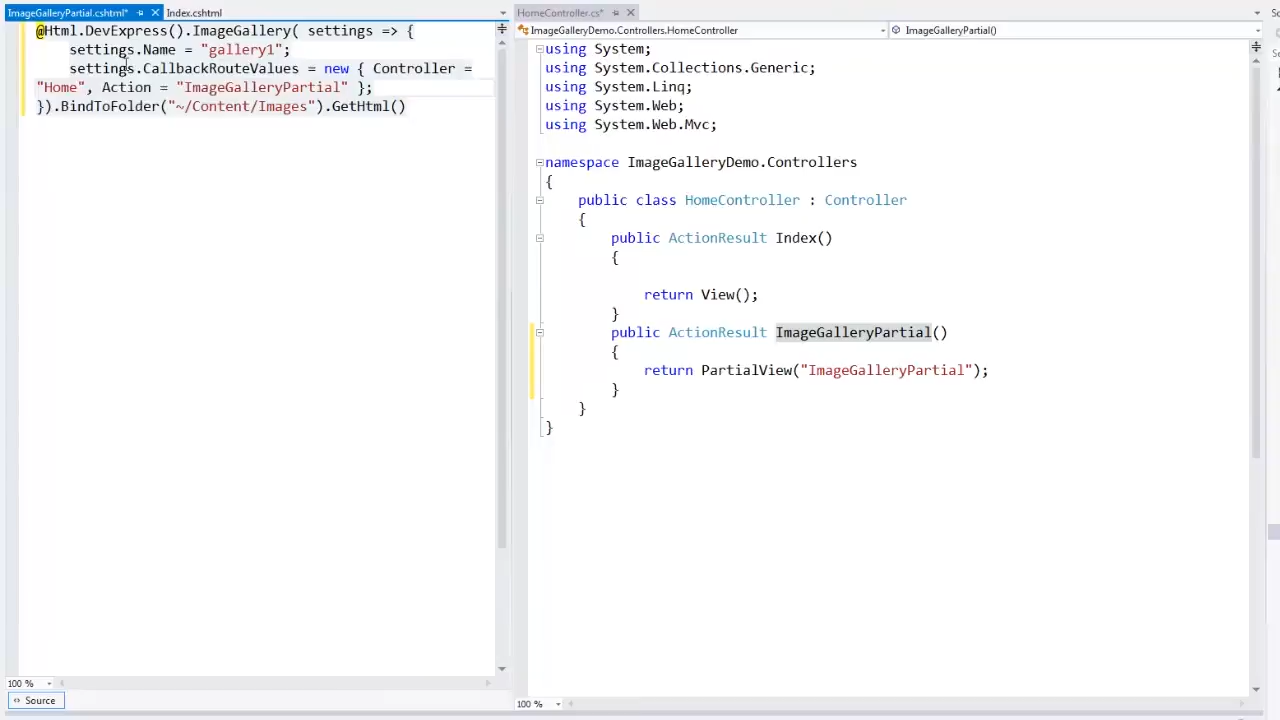 ImageGalleryPartial.cshtml*
Index.cshtml
@Html.DevExpress().ImageGallery( settings => {
settings.Name = "gallery1";
settings.CallbackRouteValues = new { Controller =
"Home", Action = "ImageGalleryPartial" };
}).BindToFolder("~/Content/Images").GetHtml()
100 %
Source
HomeController.cs*
ImageGalleryDemo.Controllers.HomeController
ImageGalleryPartial()
using System;
using System.Collections.Generic;
using System.Linq;
using System.Web;
using System.Web.Mvc;
namespace ImageGalleryDemo.Controllers
{
public class HomeController : Controller
{
public ActionResult Index()
{
return View();
}
public ActionResult ImageGalleryPartial()
{
return PartialView("ImageGalleryPartial");
}
}
}
100 %